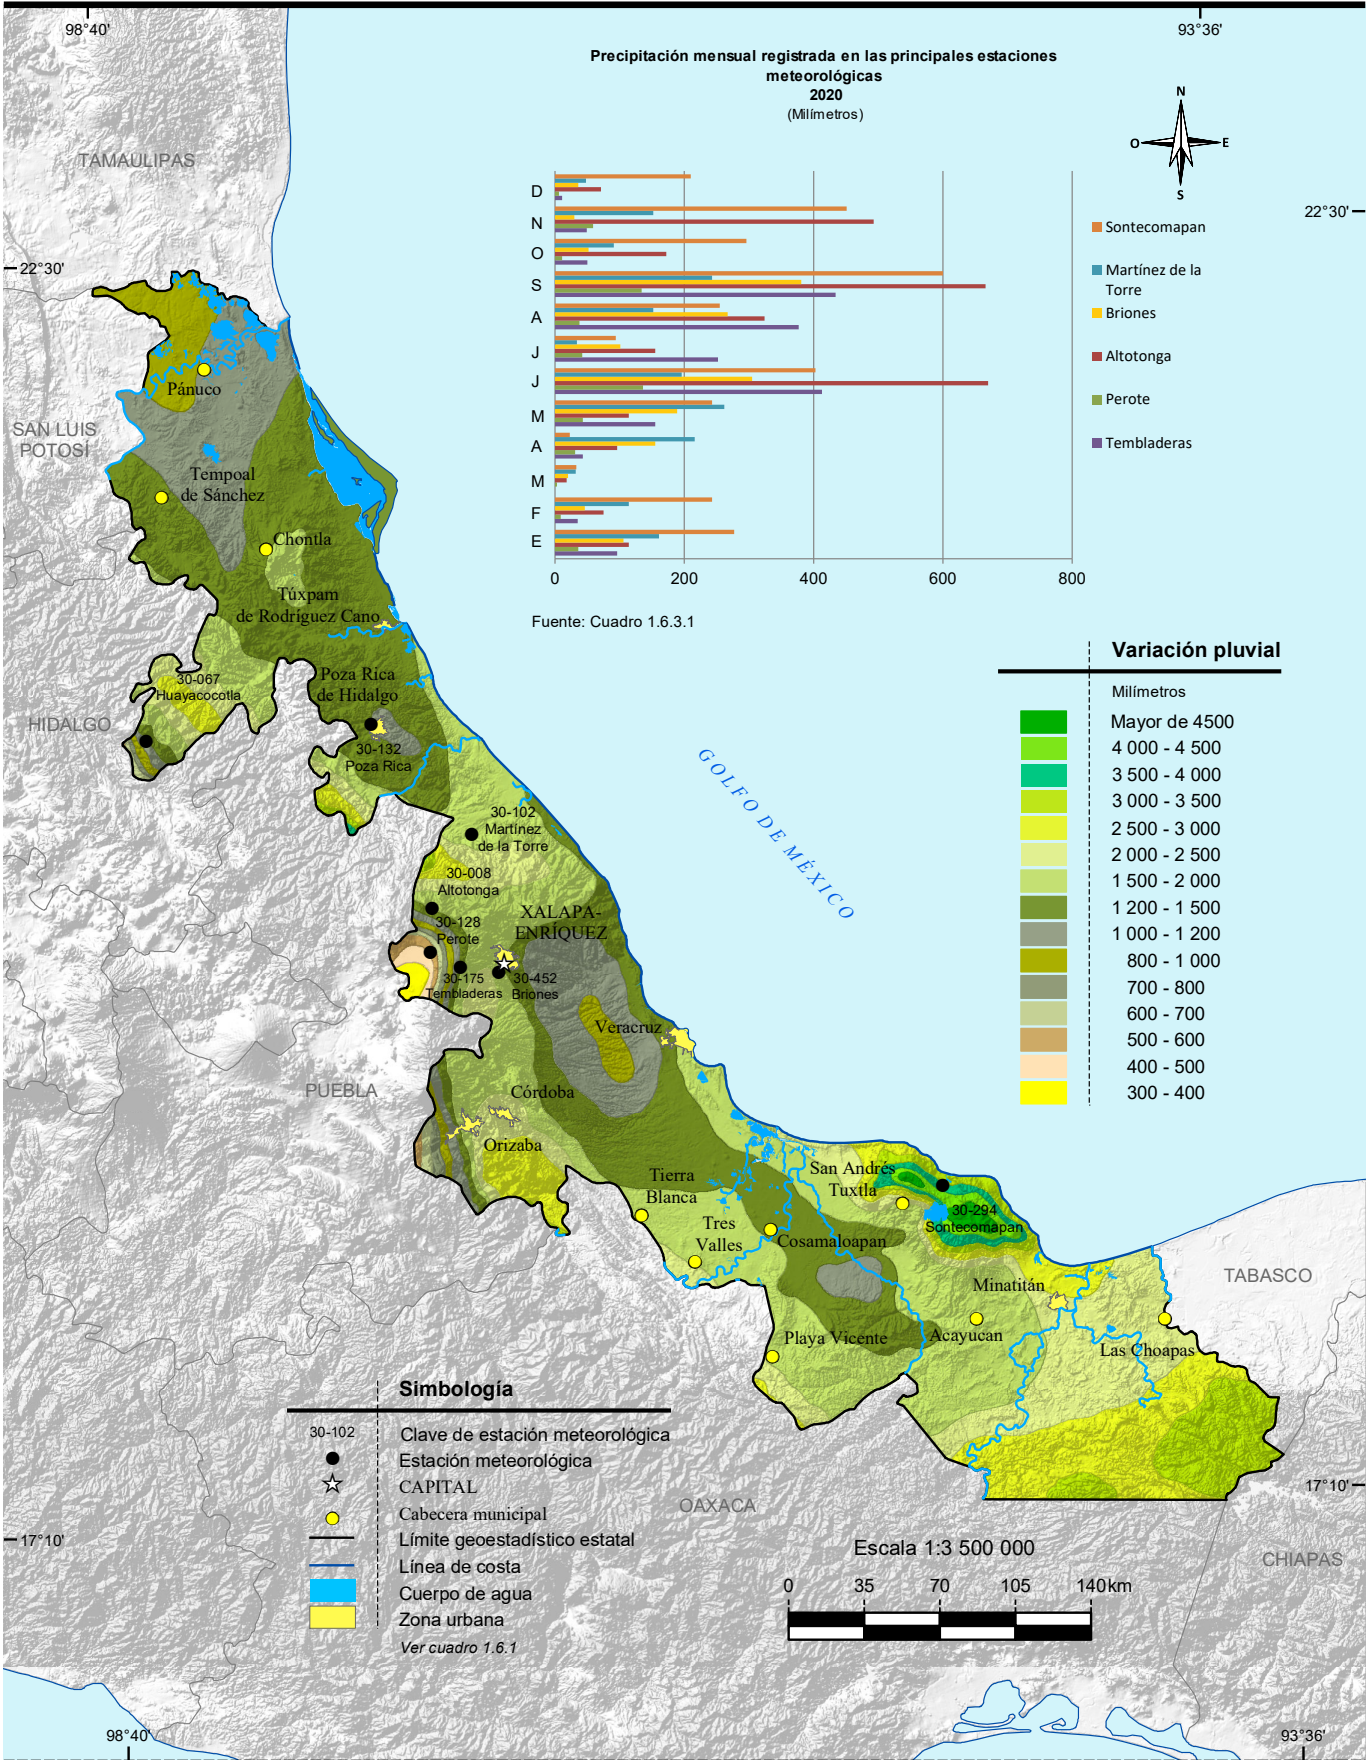 98°40'
93°36'
Precipitación mensual registrada en las principales estaciones
meteorológicas
2020
(Milímetros)
N
O
E
S
D
N
O
S
A
J
J
M
A
M
F
E
0
200
400
600
800
Sontecomapan
Martínez de la
Torre
Briones
Altotonga
Perote
Tembladeras
Fuente: Cuadro 1.6.3.1
22°30'
22°30'
TAMAULIPAS
SAN LUIS
POTOSÍ
HIDALGO
PUEBLA
OAXACA
TABASCO
CHIAPAS
GOLFO DE MÉXICO
Pánuco
Tempoal
de Sánchez
Chontla
Túxpam
de Rodríguez Cano
30-067
Huayacocotla
Poza Rica
de Hidalgo
30-132
Poza Rica
30-102
Martínez
de la Torre
30-008
Altotonga
30-128
Perote
XALAPA-
ENRÍQUEZ
30-175
Tembladeras
30-452
Briones
Veracruz
Córdoba
Orizaba
Tierra
Blanca
Tres
Valles
San Andrés
Tuxtla
30-294
Sontecomapan
Cosamaloapan
Minatitán
Playa Vicente
Acayucan
Las Choapas
Variación pluvial
Milímetros
Mayor de 4500
4 000 - 4 500
3 500 - 4 000
3 000 - 3 500
2 500 - 3 000
2 000 - 2 500
1 500 - 2 000
1 200 - 1 500
1 000 - 1 200
800 - 1 000
700 - 800
600 - 700
500 - 600
400 - 500
300 - 400
Simbología
30-102
Clave de estación meteorológica
Estación meteorológica
CAPITAL
Cabecera municipal
Límite geoestadístico estatal
Línea de costa
Cuerpo de agua
Zona urbana
Ver cuadro 1.6.1
Escala 1:3 500 000
0
35
70
105
140 km
17°10'
17°10'
98°40'
93°36'